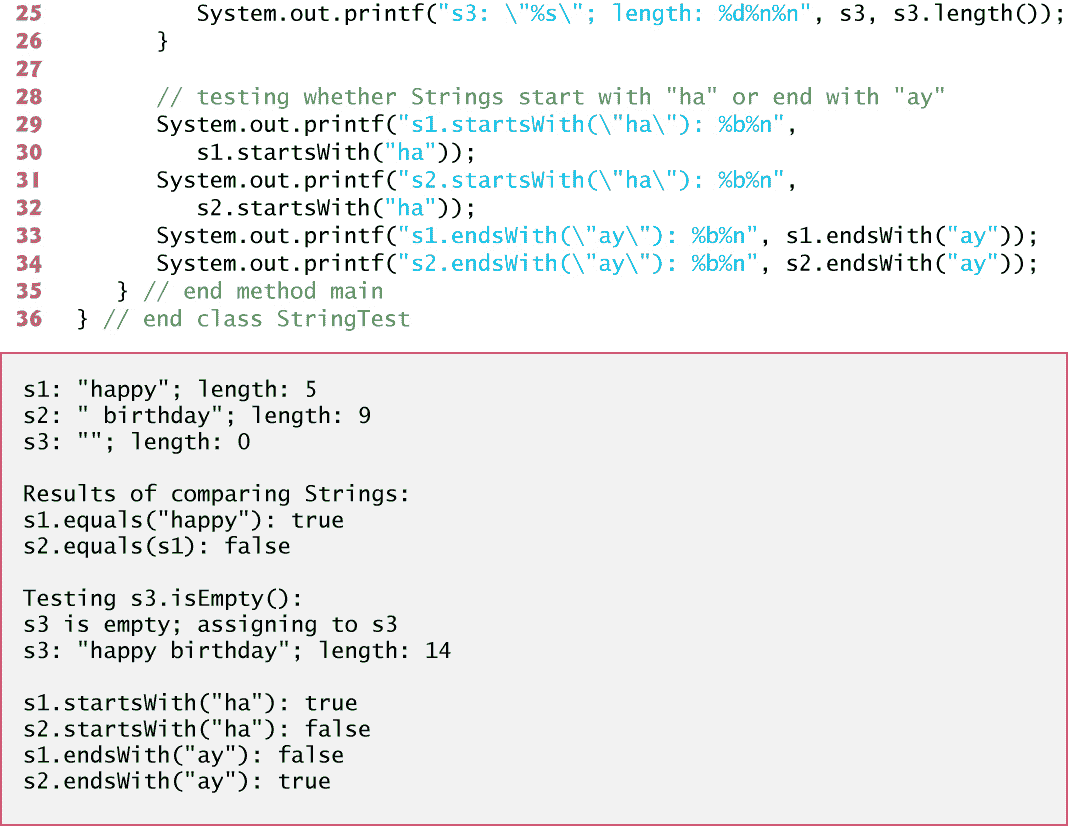 25 System.out.printf("s3: \"%s\"; length: %d%n%n", s3, s3.length());
26 }
27
28 // testing whether Strings start with "ha" or end with "ay"
29 System.out.printf("s1.startsWith(\"ha\"): %b%n",
30 s1.startsWith("ha"));
31 System.out.printf("s2.startsWith(\"ha\"): %b%n",
32 s2.startsWith("ha"));
33 System.out.printf("s1.endsWith(\"ay\"): %b%n", s1.endsWith("ay"));
34 System.out.printf("s2.endsWith(\"ay\"): %b%n", s2.endsWith("ay"));
35 } // end method main
36 } // end class StringTest
s1: "happy"; length: 5
s2: " birthday"; length: 9
s3: ""; length: 0
Results of comparing Strings:
s1.equals("happy"): true
s2.equals(s1): false
Testing s3.isEmpty():
s3 is empty; assigning to s3
s3: "happy birthday"; length: 14
s1.startsWith("ha"): true
s2.startsWith("ha"): false
s1.endsWith("ay"): false
s2.endsWith("ay"): true